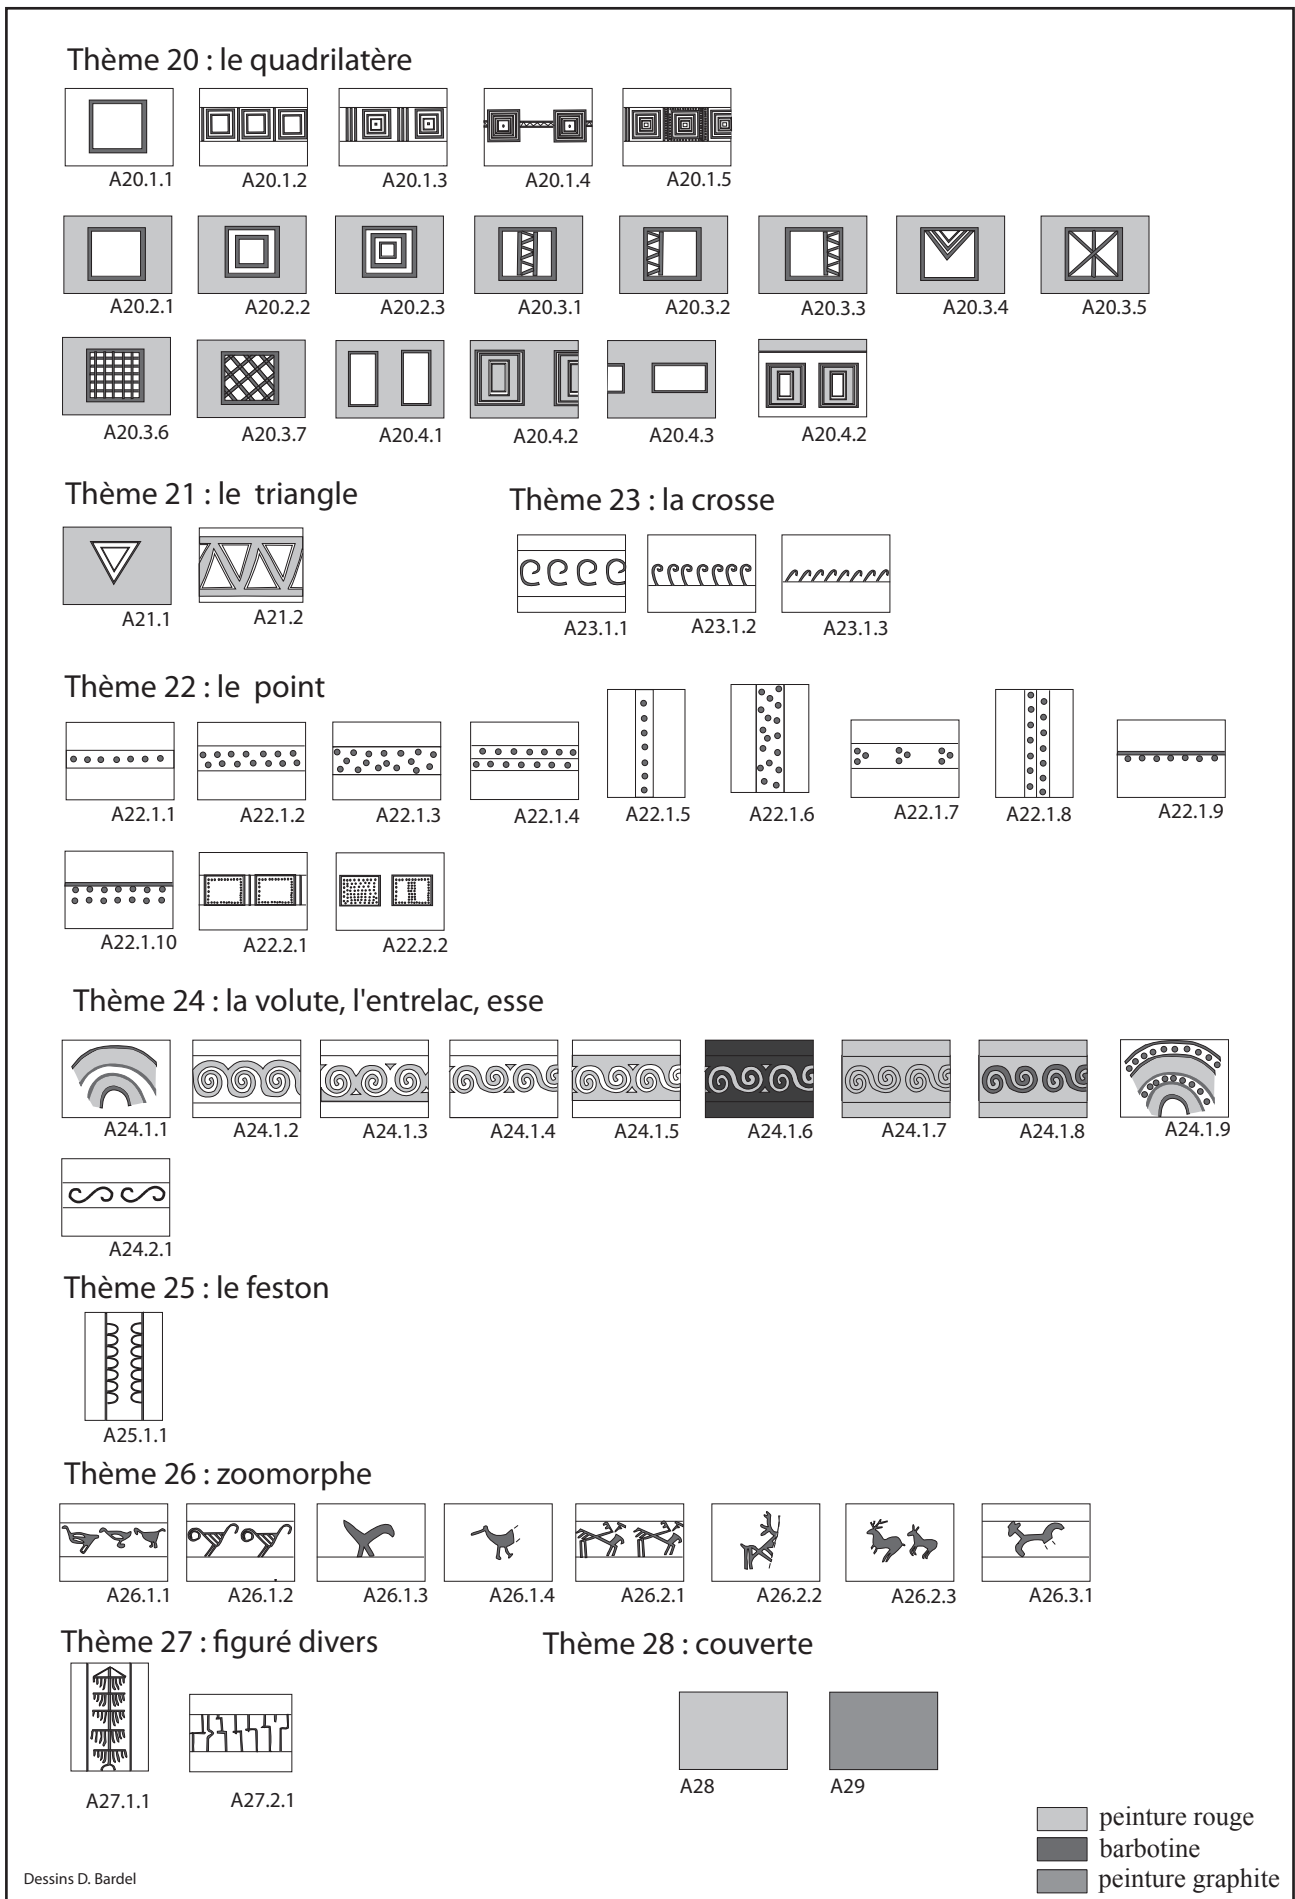 Thème 20 : le quadrilatère
A20.1.1 A20.1.2 A20.1.3 A20.1.4 A20.1.5
A20.2.1 A20.2.2 A20.2.3 A20.3.1 A20.3.2 A20.3.3 A20.3.4 A20.3.5
A20.3.6 A20.3.7 A20.4.1 A20.4.2 A20.4.3 A20.4.2
Thème 21 : le triangle
A21.1 A21.2
Thème 23 : la crosse
A23.1.1 A23.1.2 A23.1.3
Thème 22 : le point
A22.1.1 A22.1.2 A22.1.3 A22.1.4 A22.1.5 A22.1.6 A22.1.7 A22.1.8 A22.1.9
A22.1.10 A22.2.1 A22.2.2
Thème 24 : la volute, l'entrelac, esse
A24.1.1 A24.1.2 A24.1.3 A24.1.4 A24.1.5 A24.1.6 A24.1.7 A24.1.8 A24.1.9
A24.2.1
Thème 25 : le feston
A25.1.1
Thème 26 : zoomorphe
A26.1.1 A26.1.2 A26.1.3 A26.1.4 A26.2.1 A26.2.2 A26.2.3 A26.3.1
Thème 27 : figuré divers
A27.1.1 A27.2.1
Thème 28 : couverte
A28 A29
peinture rouge
barbotine
peinture graphite
Dessins D. Bardel